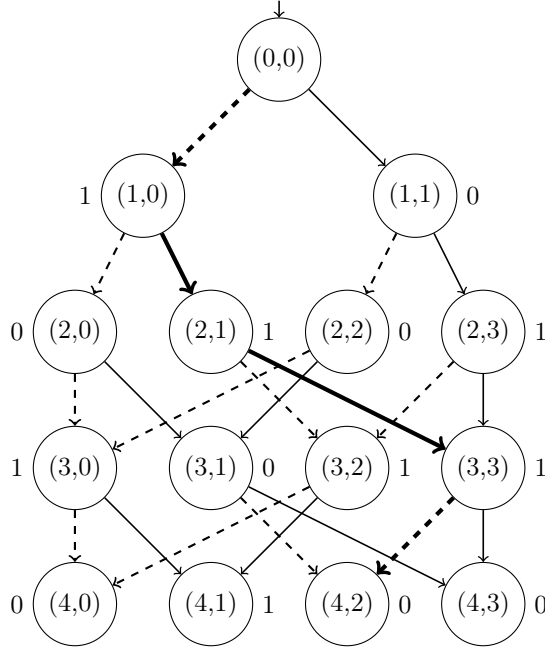 (0,0)
1 (1,0) (1,1) 0
0 (2,0) (2,1) 1 (2,2) 0 (2,3) 1
1 (3,0) (3,1) 0 (3,2) 1 (3,3) 1
0 (4,0) (4,1) 1 (4,2) 0 (4,3) 0